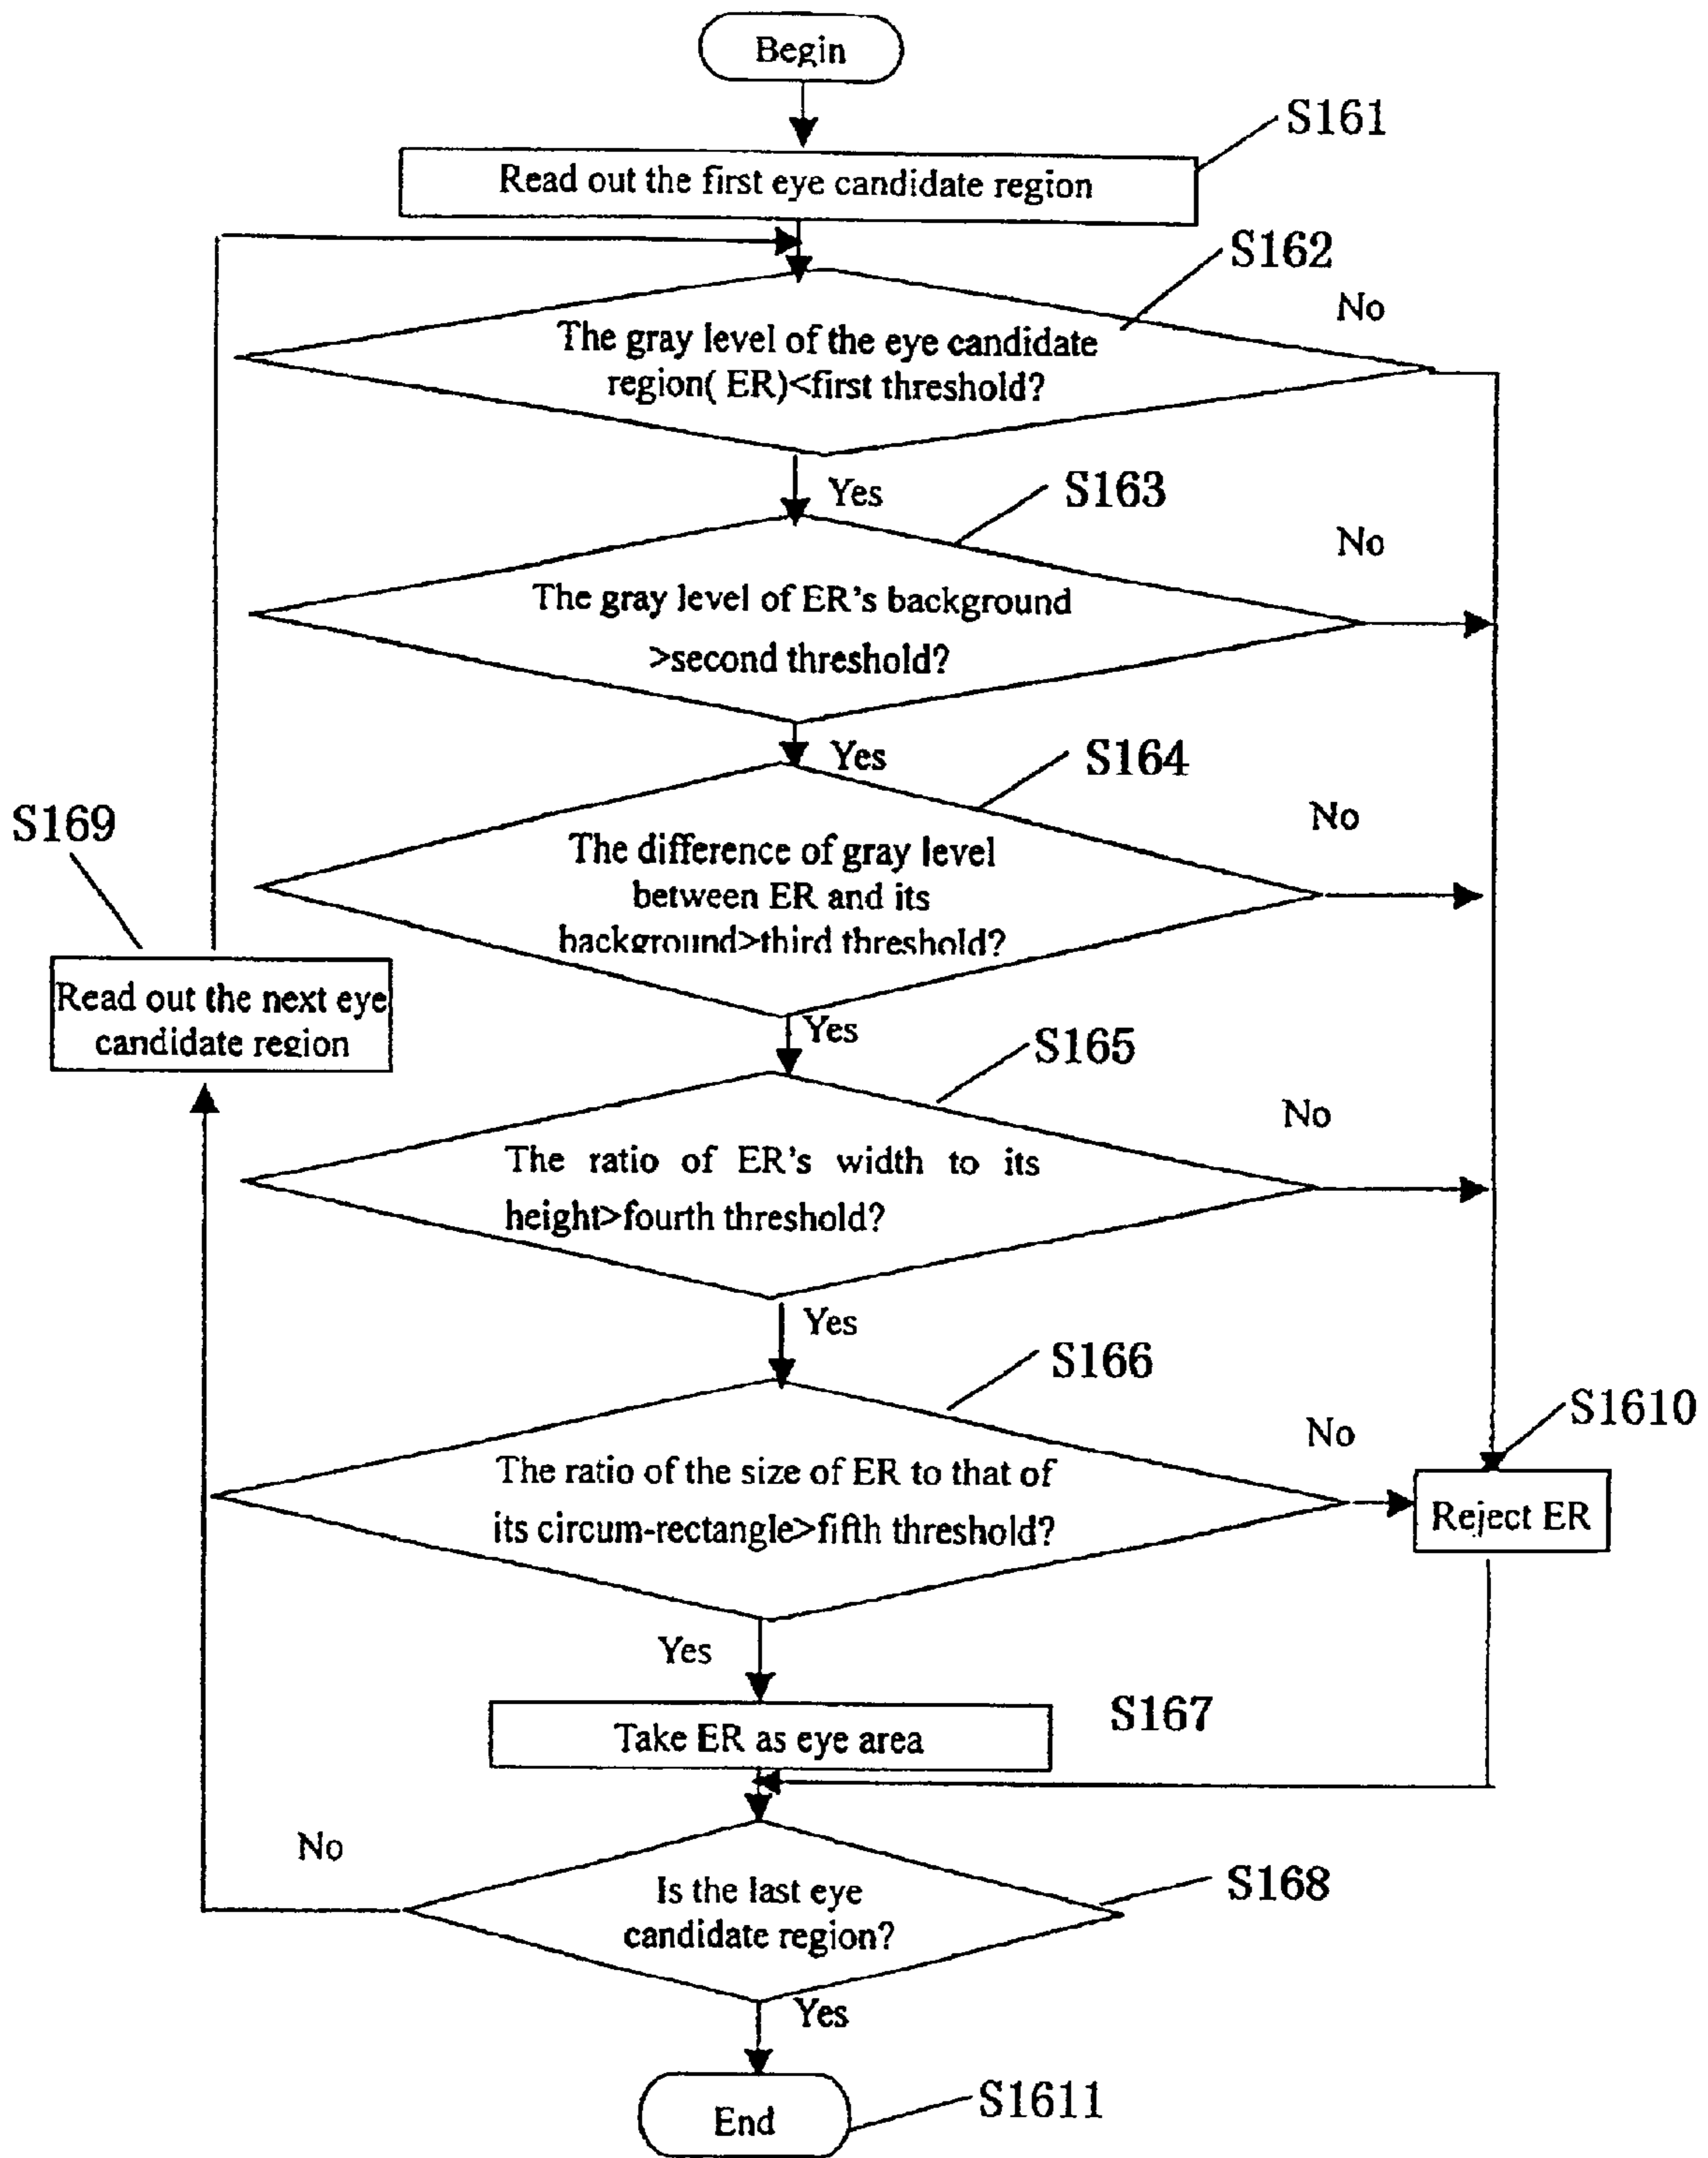 Begin
S161
Read out the first eye candidate region
S162
No
The gray level of the eye candidate
region( ER)<first threshold?
Yes
S163
No
The gray level of ER's background
>second threshold?
Yes
S164
No
S169
The difference of gray level
between ER and its
background>third threshold?
Read out the next eye
candidate region
Yes
S165
No
The ratio of ER's width to its
height>fourth threshold?
Yes
S166
No
S1610
The ratio of the size of ER to that of
its circum-rectangle>fifth threshold?
Reject ER
Yes
S167
Take ER as eye area
No
S168
Is the last eye
candidate region?
Yes
End
S1611